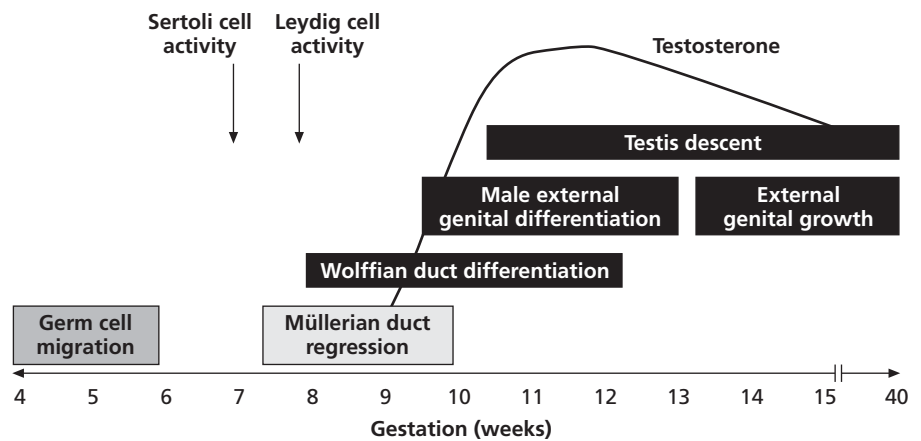 Sertoli cell
activity
Leydig cell
activity
Testosterone
Testis descent
Male external
genital differentiation
External
genital growth
Wolffian duct differentiation
Germ cell
migration
Müllerian duct
regression
4 5 6 7 8 9 10 11 12 13 14 15 40
Gestation (weeks)